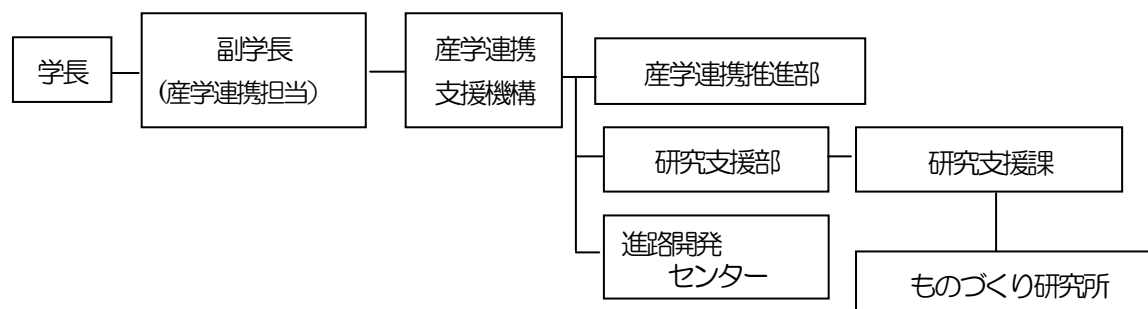 学長
副学長
(産学連携担当)
産学連携
支援機構
産学連携推進部
研究支援部
研究支援課
進路開発
センター
ものづくり研究所